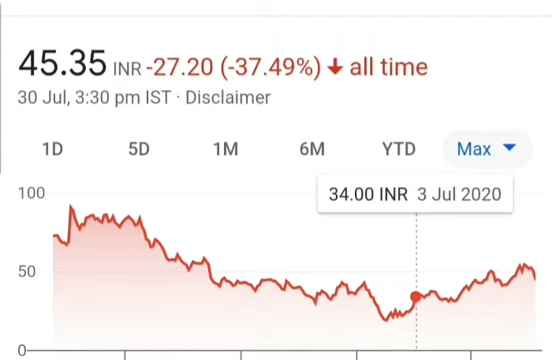 45.35 INR -27.20 (-37.49%) ↓ all time
30 Jul, 3:30 pm IST · Disclaimer
1D 5D 1M 6M YTD Max
34.00 INR 3 Jul 2020
100
50
0